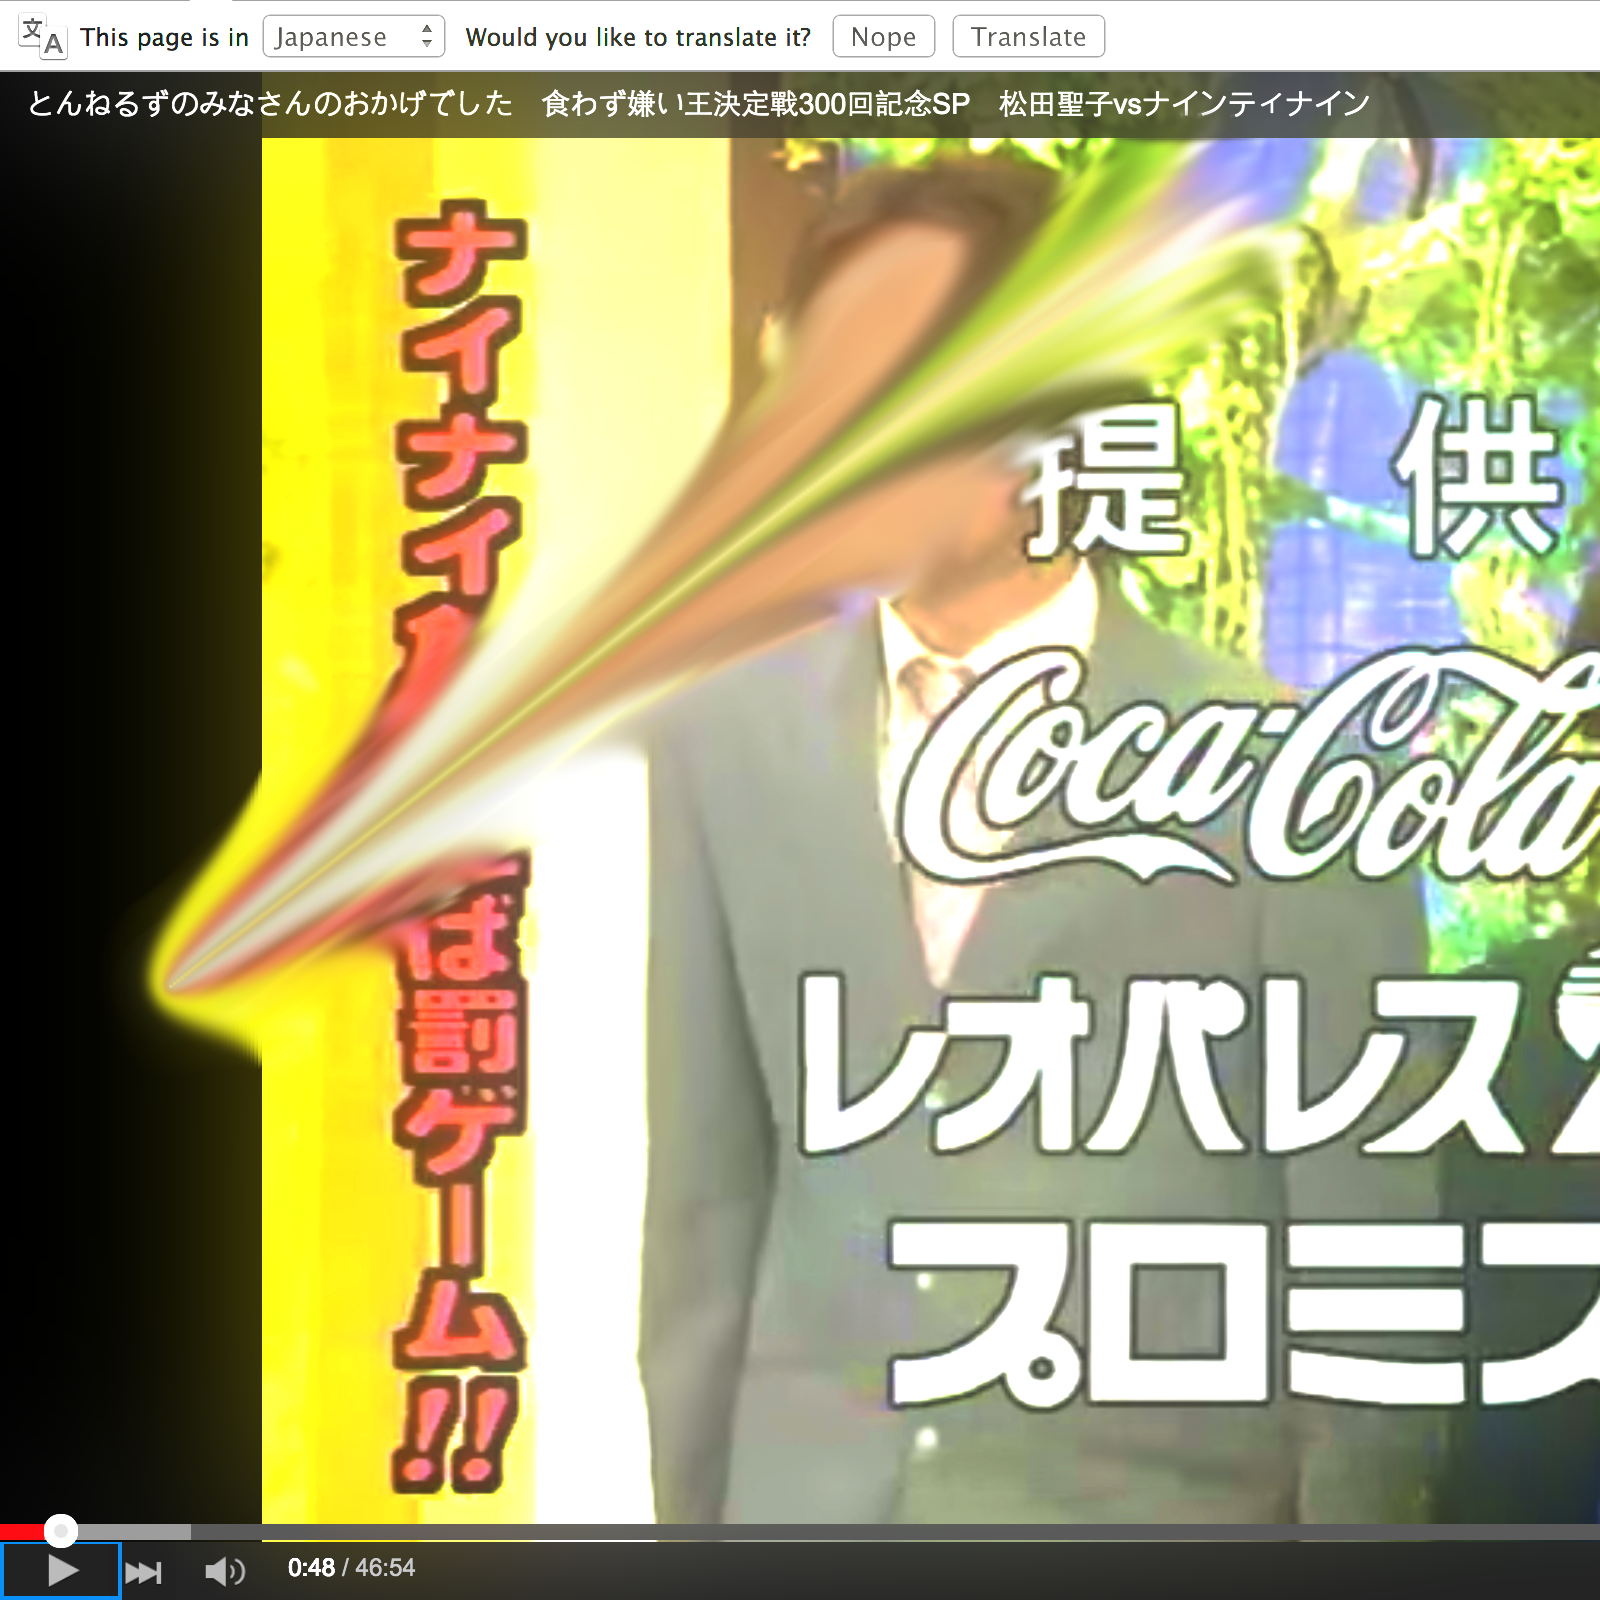 This page is in Japanese Would you like to translate it? Nope Translate
とんねるずのみなさんのおかげでした 食わず嫌い王決定戦300回記念SP 松田聖子vsナインティナイン
ナイナイ
ば罰ゲーム!!
提供
Coca-Cola
レオパレス
プロミ
0:48 / 46:54